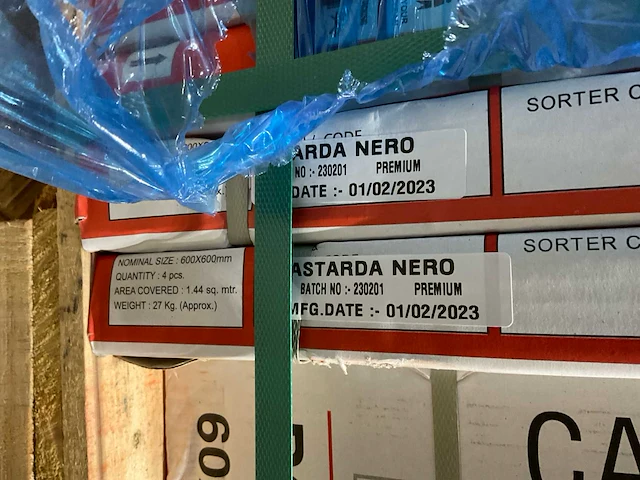 CODE
ARDA NERO
NO :- 230201 PREMIUM
DATE :- 01/02/2023
SORTER C
NOMINAL SIZE : 600X600mm
QUANTITY : 4 pcs.
AREA COVERED : 1.44 sq. mtr.
WEIGHT : 27 Kg. (Approx.)
ASTARDA NERO
BATCH NO :- 230201 PREMIUM
MFG.DATE :- 01/02/2023
SORTER C
09
CA